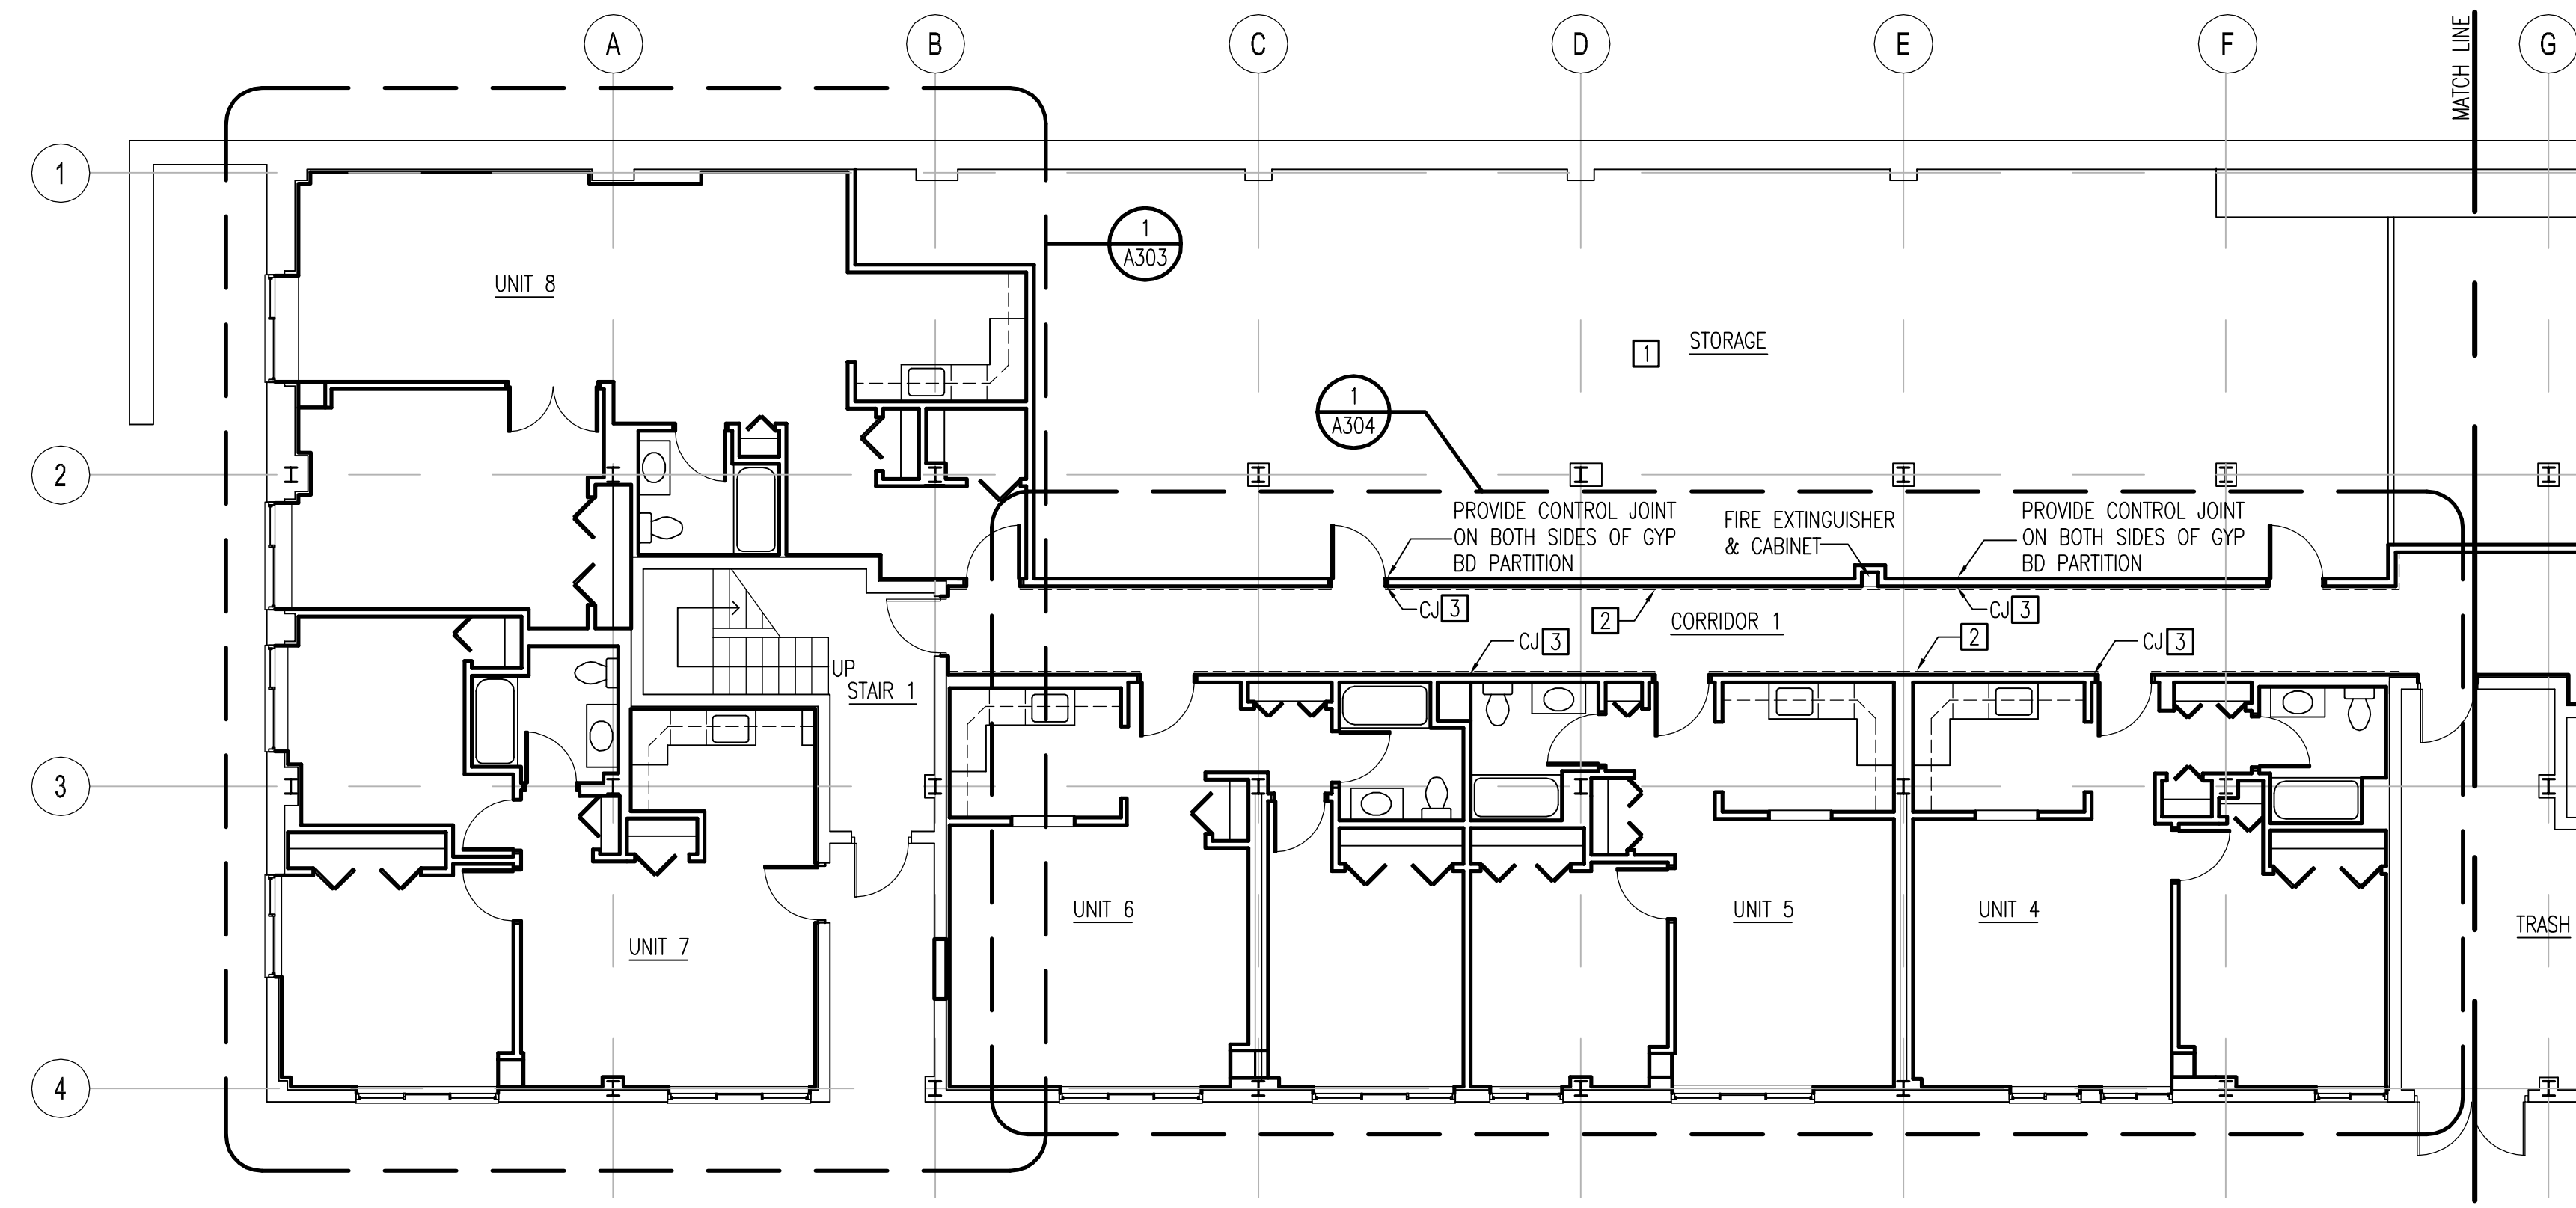 A
B
C
D
E
F
G
MATCH LINE
1
1
A303
UNIT 8
1
STORAGE
1
A304
2
PROVIDE CONTROL JOINT
ON BOTH SIDES OF GYP
BD PARTITION
FIRE EXTINGUISHER
& CABINET
PROVIDE CONTROL JOINT
ON BOTH SIDES OF GYP
BD PARTITION
CJ 3
2
CORRIDOR 1
CJ 3
CJ 3
2
CJ 3
UP
STAIR 1
3
UNIT 6
UNIT 5
UNIT 4
TRASH
UNIT 7
4